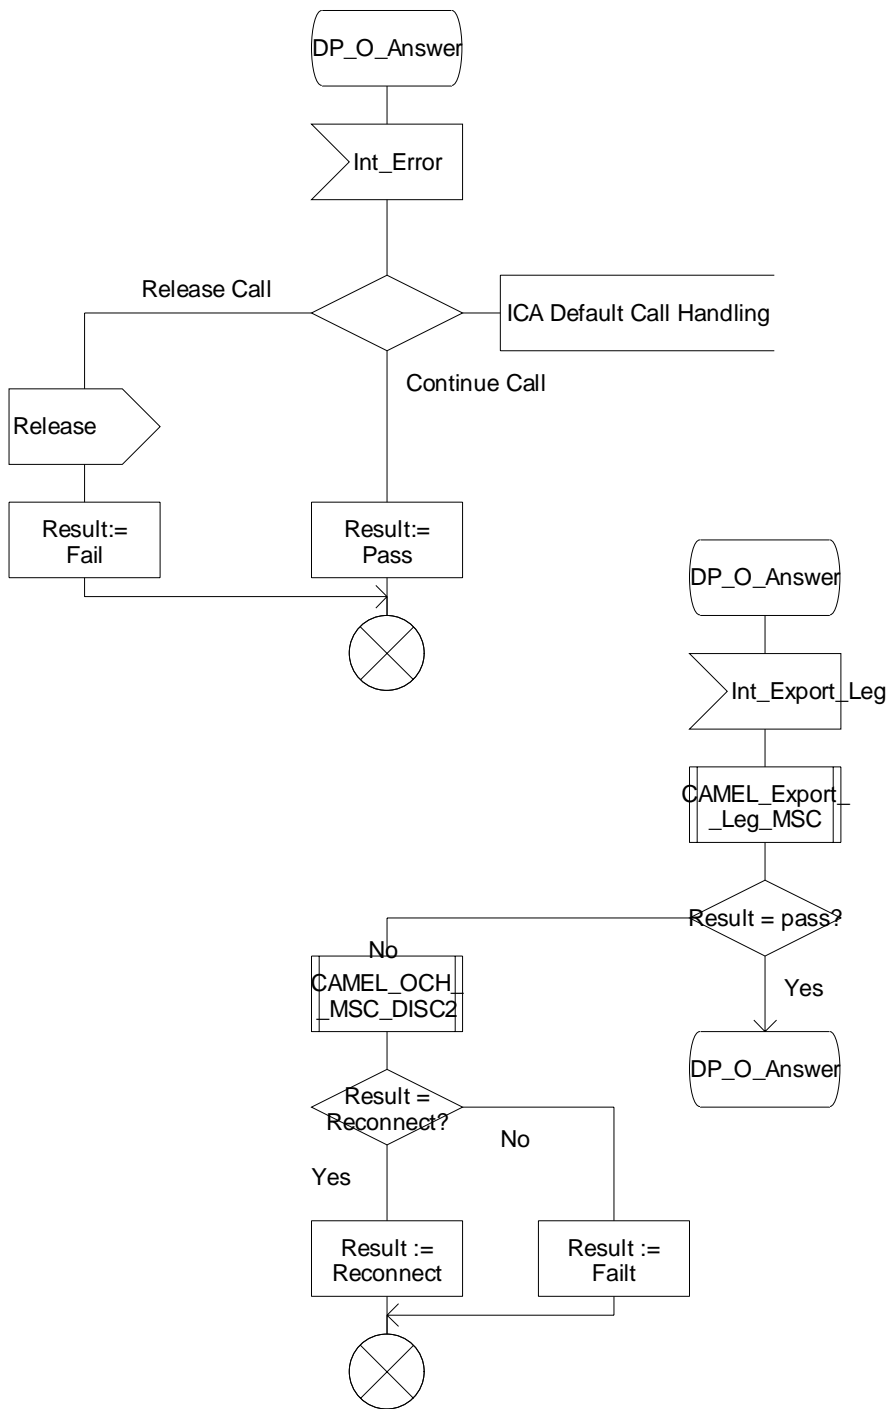 DP_O_Answer
Int_Error
Release Call
ICA Default Call Handling
Continue Call
Release
Result:=
Fail
Result:=
Pass
DP_O_Answer
Int_Export_Leg
CAMEL_Export_
_Leg_MSC
Result = pass?
No
CAMEL_OCH_
_MSC_DISC2
Yes
DP_O_Answer
Result =
Reconnect?
No
Yes
Result :=
Reconnect
Result :=
Failt